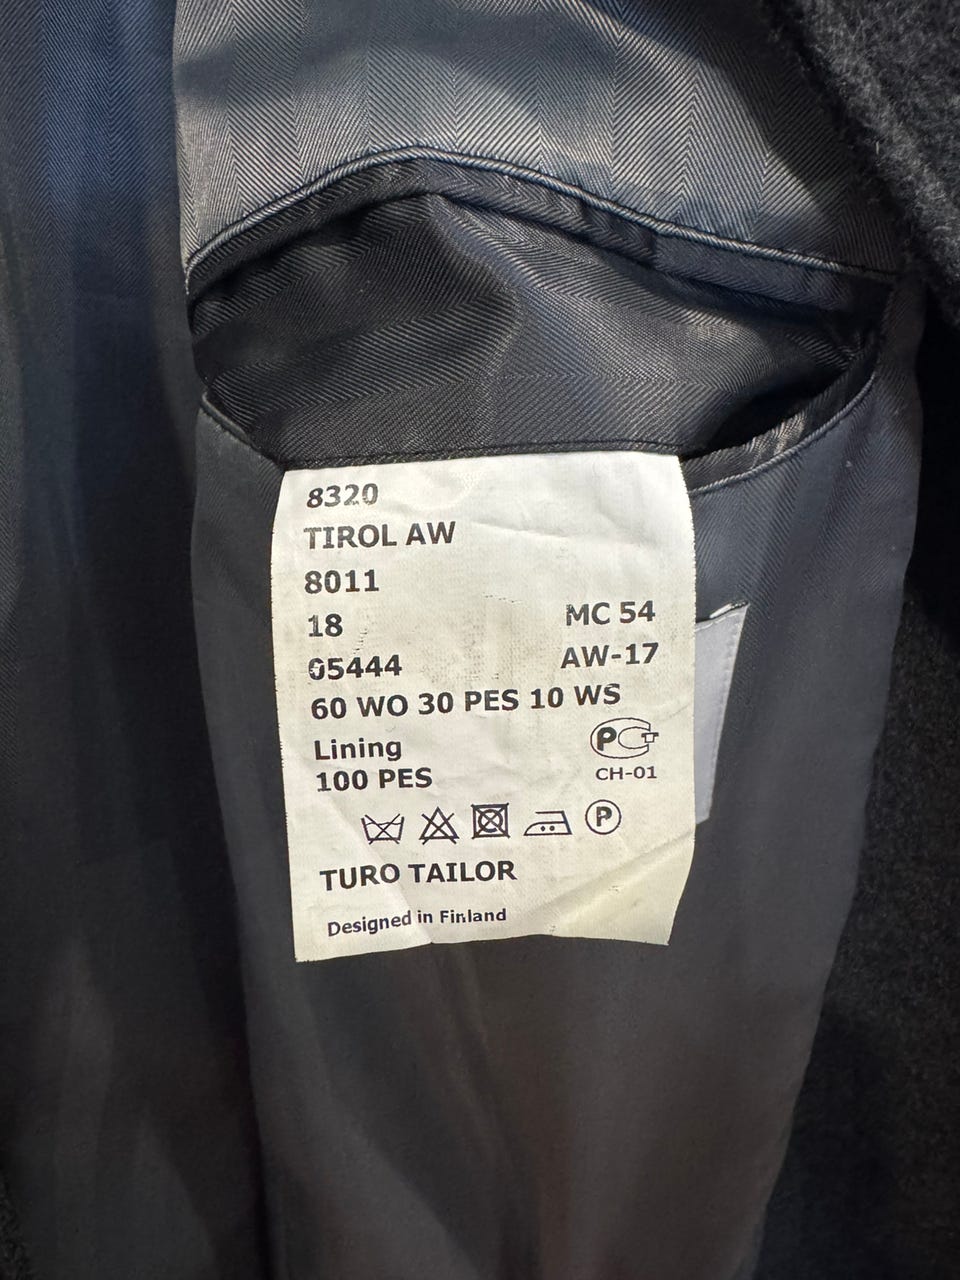 8320
TIROL AW
8011
18 MC 54
05444 AW-17
60 WO 30 PES 10 WS
Lining
100 PES
CH-01
P
TURO TAILOR
Designed in Finland